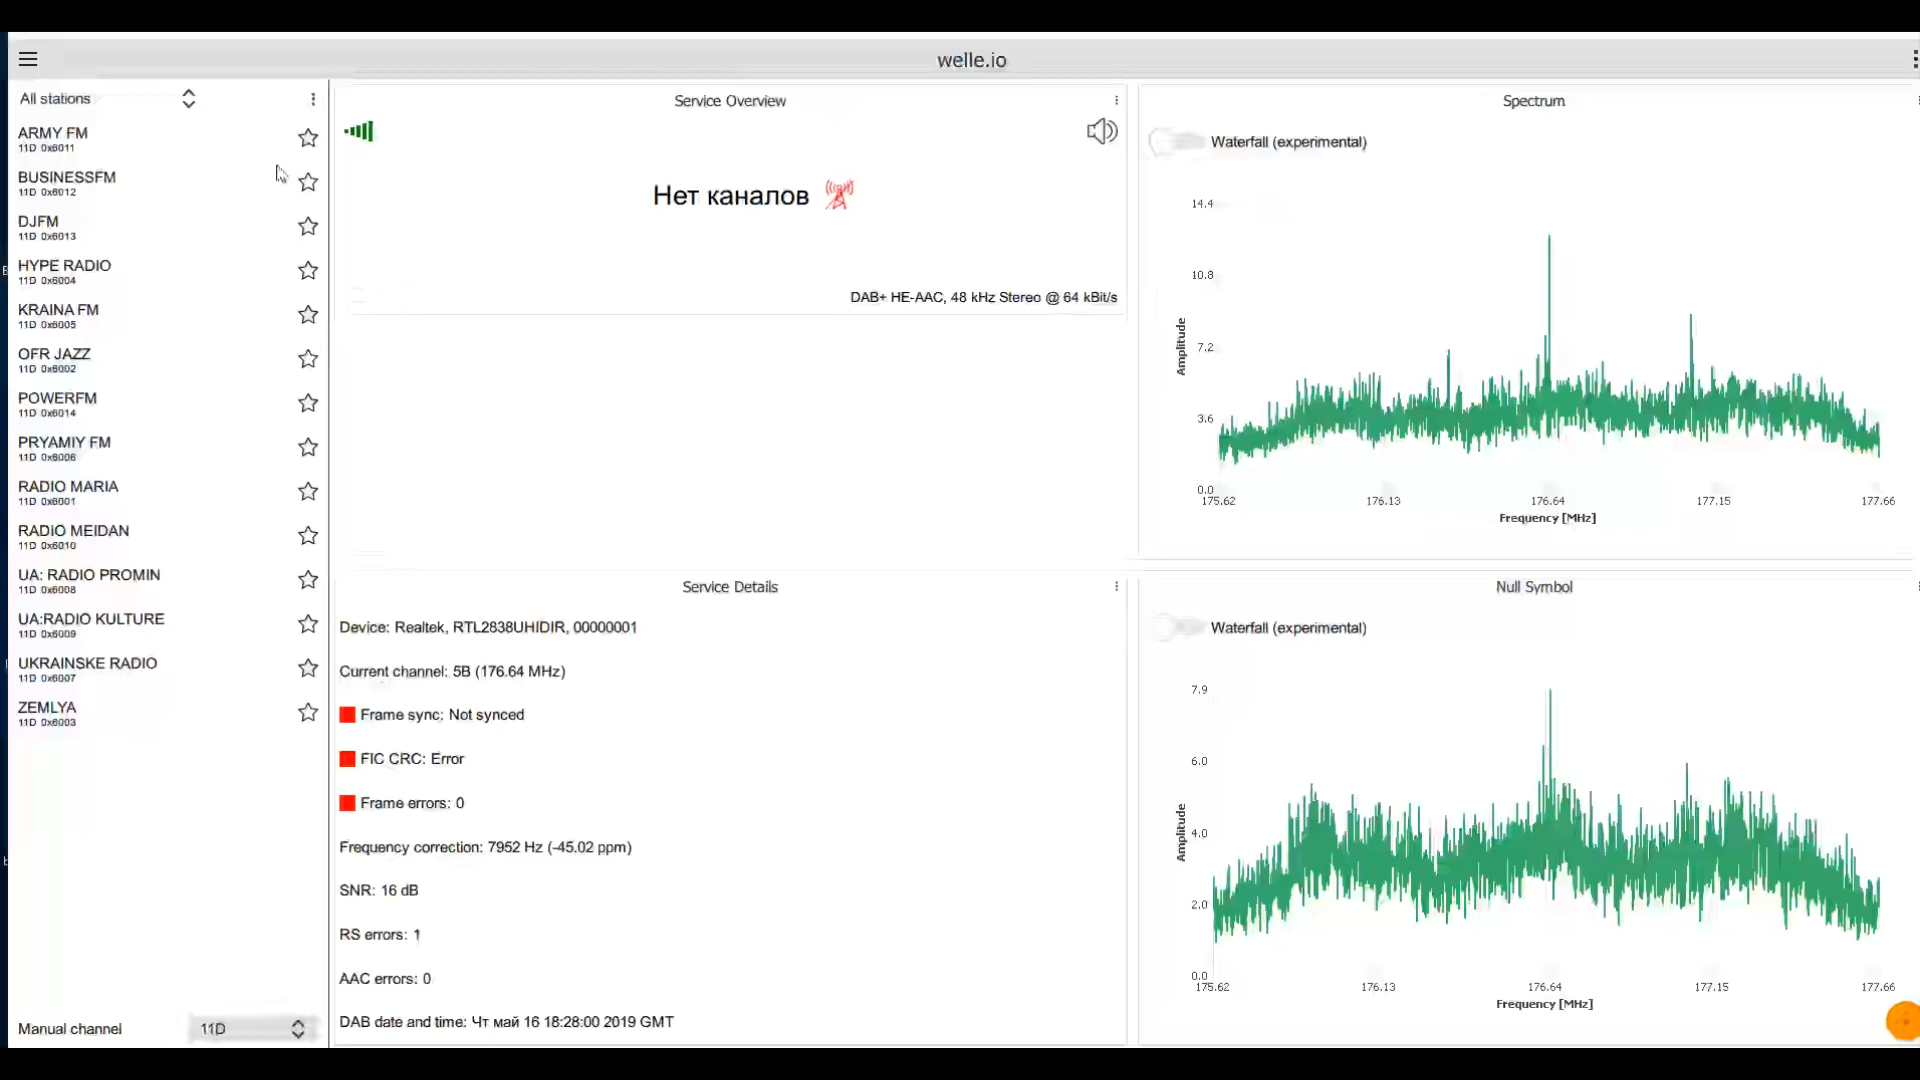 welle.io
All stations
ARMY FM
11D 0x6011
BUSINESSFM
11D 0x6012
DJFM
11D 0x6013
HYPE RADIO
11D 0x6004
KRAINA FM
11D 0x6005
OFR JAZZ
11D 0x6002
POWERFM
11D 0x6014
PRYAMIY FM
11D 0x6006
RADIO MARIA
11D 0x6001
RADIO MEIDAN
11D 0x6010
UA: RADIO PROMIN
11D 0x6008
UA:RADIO KULTURE
11D 0x6009
UKRAINSKE RADIO
11D 0x6007
ZEMLYA
11D 0x6003
Manual channel 11D
Service Overview
Нет каналов
DAB+ HE-AAC, 48 kHz Stereo @ 64 kBit/s
Service Details
Device: Realtek, RTL2838UHIDIR, 00000001
Current channel: 5B (176.64 MHz)
Frame sync: Not synced
FIC CRC: Error
Frame errors: 0
Frequency correction: 7952 Hz (-45.02 ppm)
SNR: 16 dB
RS errors: 1
AAC errors: 0
DAB date and time: Чт май 16 18:28:00 2019 GMT
Spectrum
Waterfall (experimental)
14.4
10.8
7.2
3.6
0.0
Amplitude
175.62 176.13 176.64 177.15 177.66
Frequency [MHz]
Null Symbol
Waterfall (experimental)
7.9
6.0
4.0
2.0
0.0
Amplitude
175.62 176.13 176.64 177.15 177.66
Frequency [MHz]